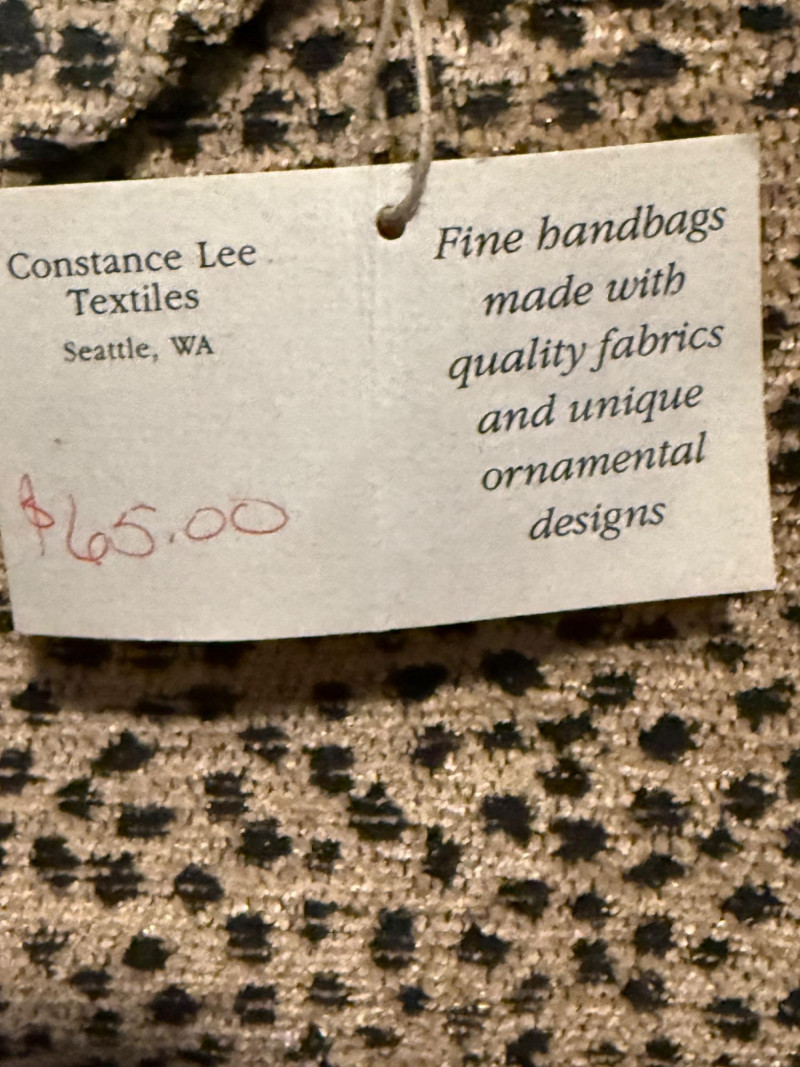 Constance Lee
Textiles
Seattle, WA
$65.00
Fine handbags
made with
quality fabrics
and unique
ornamental
designs